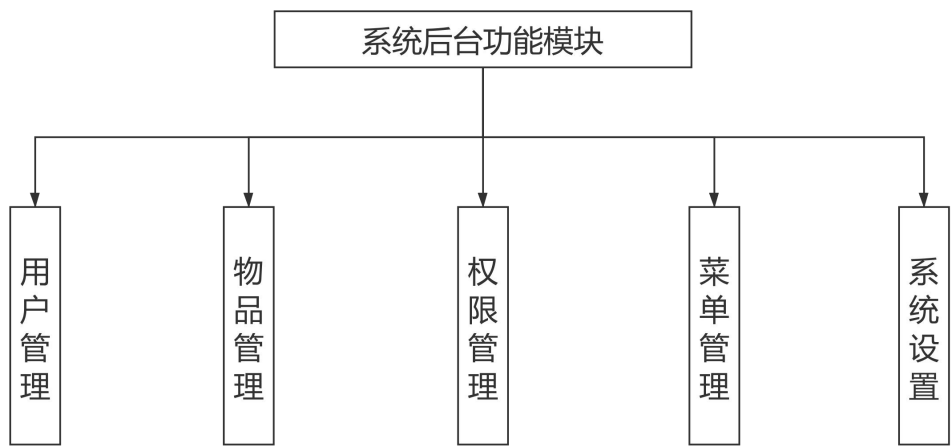 系统后台功能模块
用户管理
物品管理
权限管理
菜单管理
系统设置